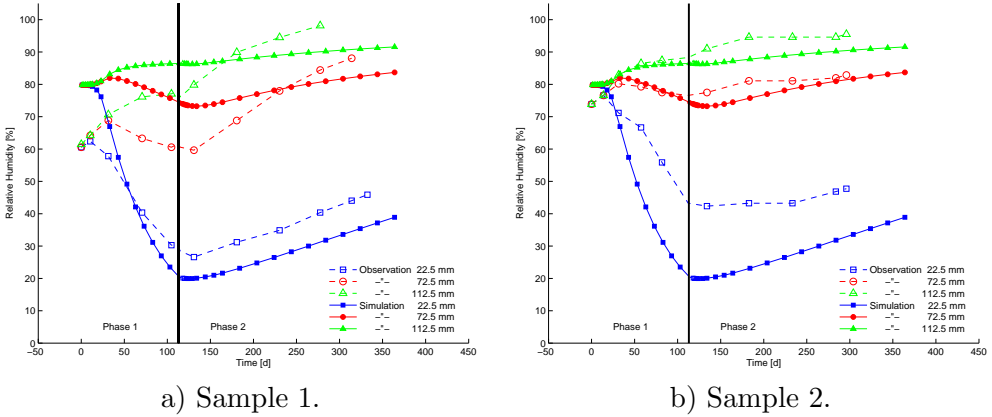 100
90
80
70
60
50
40
30
20
10
0
Relative Humidity [%]
Observation 22.5 mm
–"– 72.5 mm
–"– 112.5 mm
Simulation 22.5 mm
–"– 72.5 mm
–"– 112.5 mm
Phase 1 Phase 2
−50 0 50 100 150 200 250 300 350 400 450
Time [d]
a) Sample 1.
100
90
80
70
60
50
40
30
20
10
0
Relative Humidity [%]
Observation 22.5 mm
–"– 72.5 mm
–"– 112.5 mm
Simulation 22.5 mm
–"– 72.5 mm
–"– 112.5 mm
Phase 1 Phase 2
−50 0 50 100 150 200 250 300 350 400 450
Time [d]
b) Sample 2.